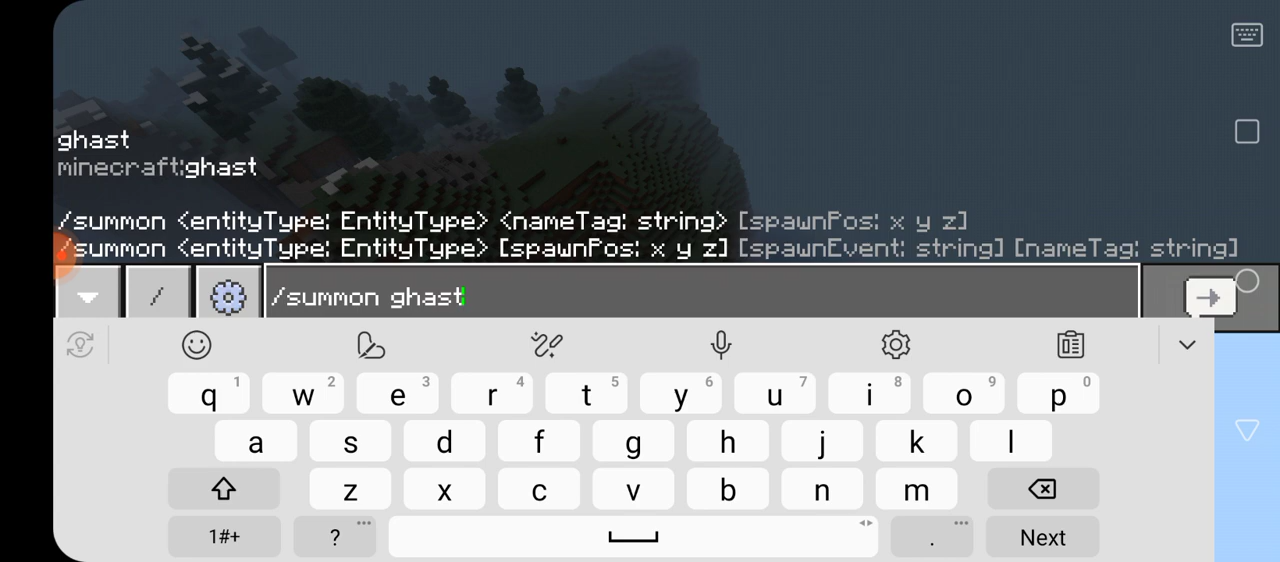 ghast
minecraft:ghast
/summon <entityType: EntityType> <nameTag: string> [spawnPos: x y z]
/summon <entityType: EntityType> [spawnPos: x y z] [spawnEvent: string] [nameTag: string]
/ /summon ghast
q 1 w 2 e 3 r 4 t 5 y 6 u 7 i 8 o 9 p 0
a s d f g h j k l
z x c v b n m
1#+ ? . Next